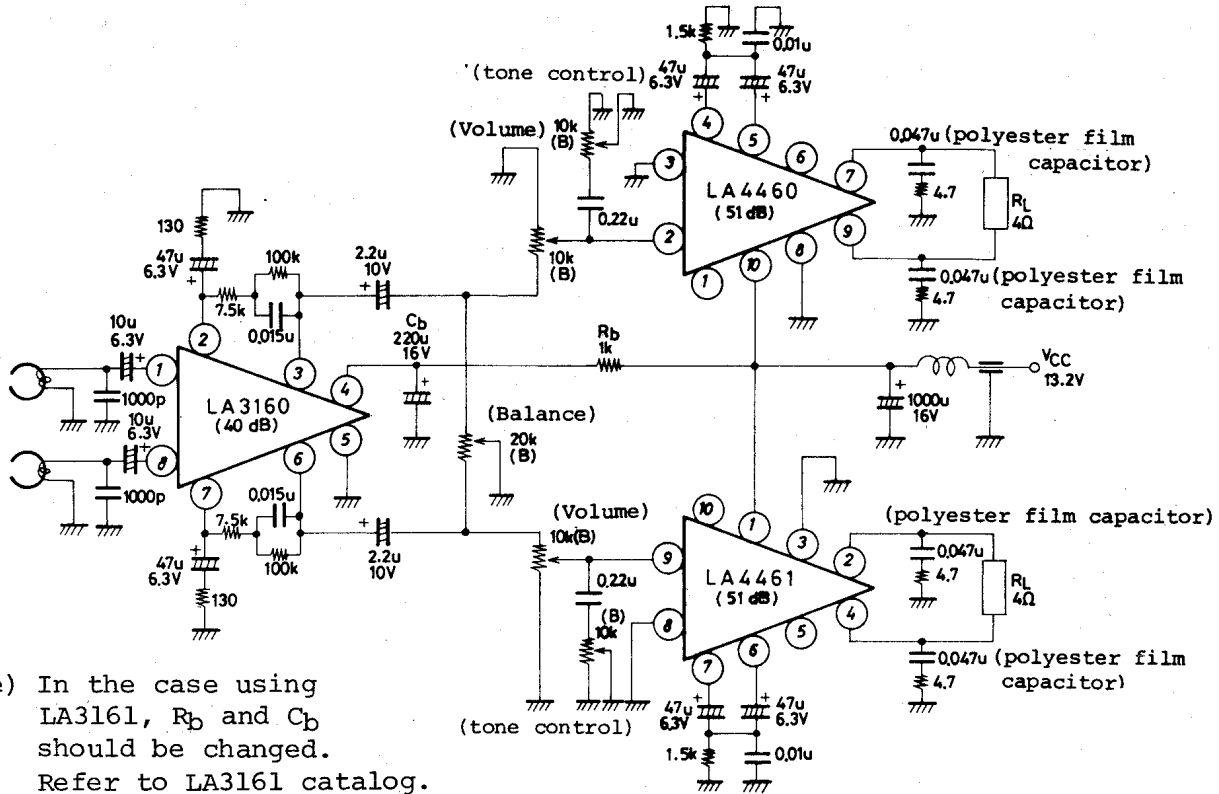 1.5k
0.01u
47u
6.3V
+
47u
6.3V
+
(tone control)
10k
(B)
(Volume)
0.22u
10k
(B)
4
5
6
3
7
LA4460
(51 dB)
2
9
10
8
1
0.047u (polyester film
capacitor)
4.7
RL
4Ω
0.047u (polyester film
capacitor)
4.7
130
47u
6.3V
+
100k
7.5k
0.015u
2.2u
10V
+
10u
6.3V
+
1000p
10u
6.3V
+
1000p
1
2
3
4
LA3160
(40 dB)
5
6
8
7
Cb
220u
16V
+
Rb
1k
VCC
13.2V
1000u
16V
+
(Balance)
20k
(B)
0.015u
7.5k
100k
47u
6.3V
+
130
+
2.2u
10V
(Volume)
10k(B)
0.22u
(B)
10k
(tone control)
10
1
3
9
2
LA4461
(51 dB)
4
8
5
7
6
(polyester film capacitor)
0.047u
4.7
RL
4Ω
0.047u (polyester film
capacitor)
4.7
47u
6.3V
+
47u
6.3V
+
1.5k
0.01u
e) In the case using
LA3161, Rb and Cb
should be changed.
Refer to LA3161 catalog.